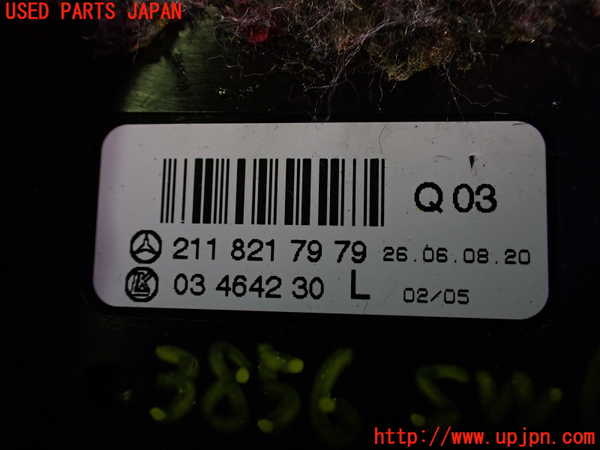 USED PARTS JAPAN
Q 03
211 821 79 79 26.06.08.20
03 4642 30 L 02/05
3856 SW
http://www.upjpn.com/